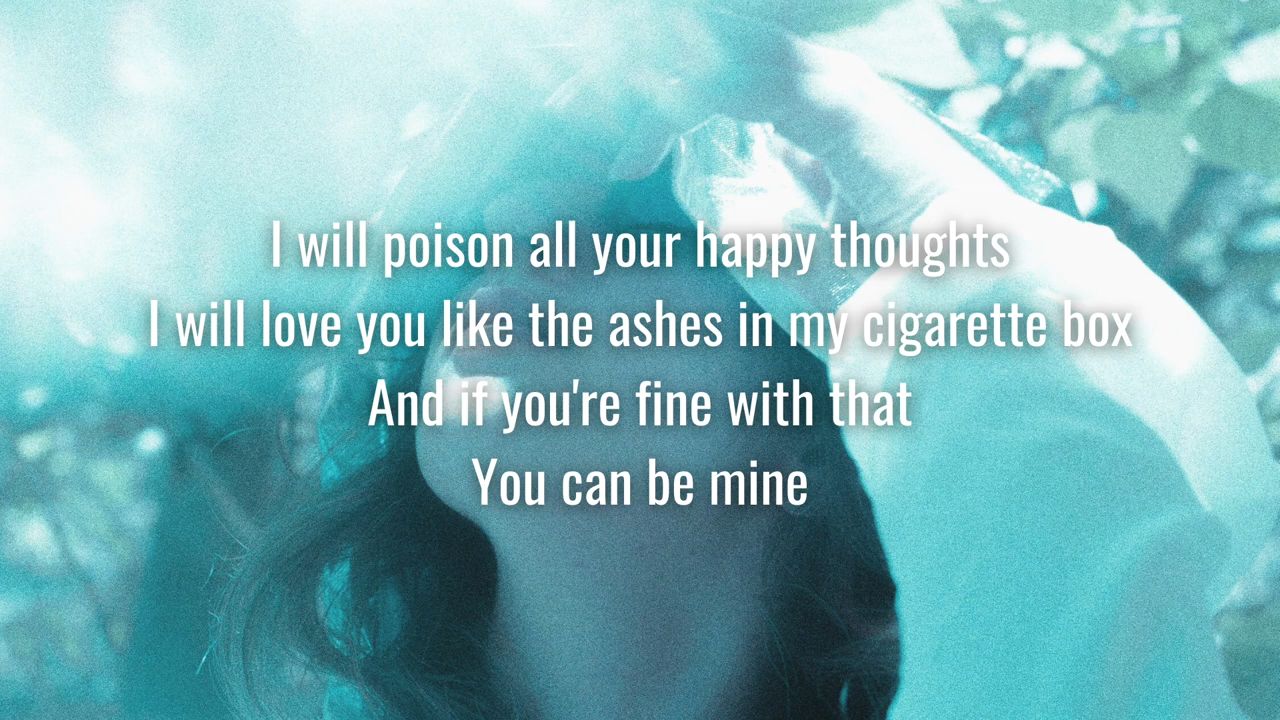 I will poison all your happy thoughts
I will love you like the ashes in my cigarette box
And if you're fine with that
You can be mine